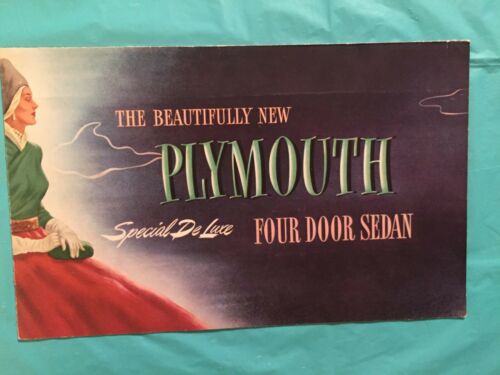 THE BEAUTIFULLY NEW
PLYMOUTH
Special De Luxe FOUR DOOR SEDAN